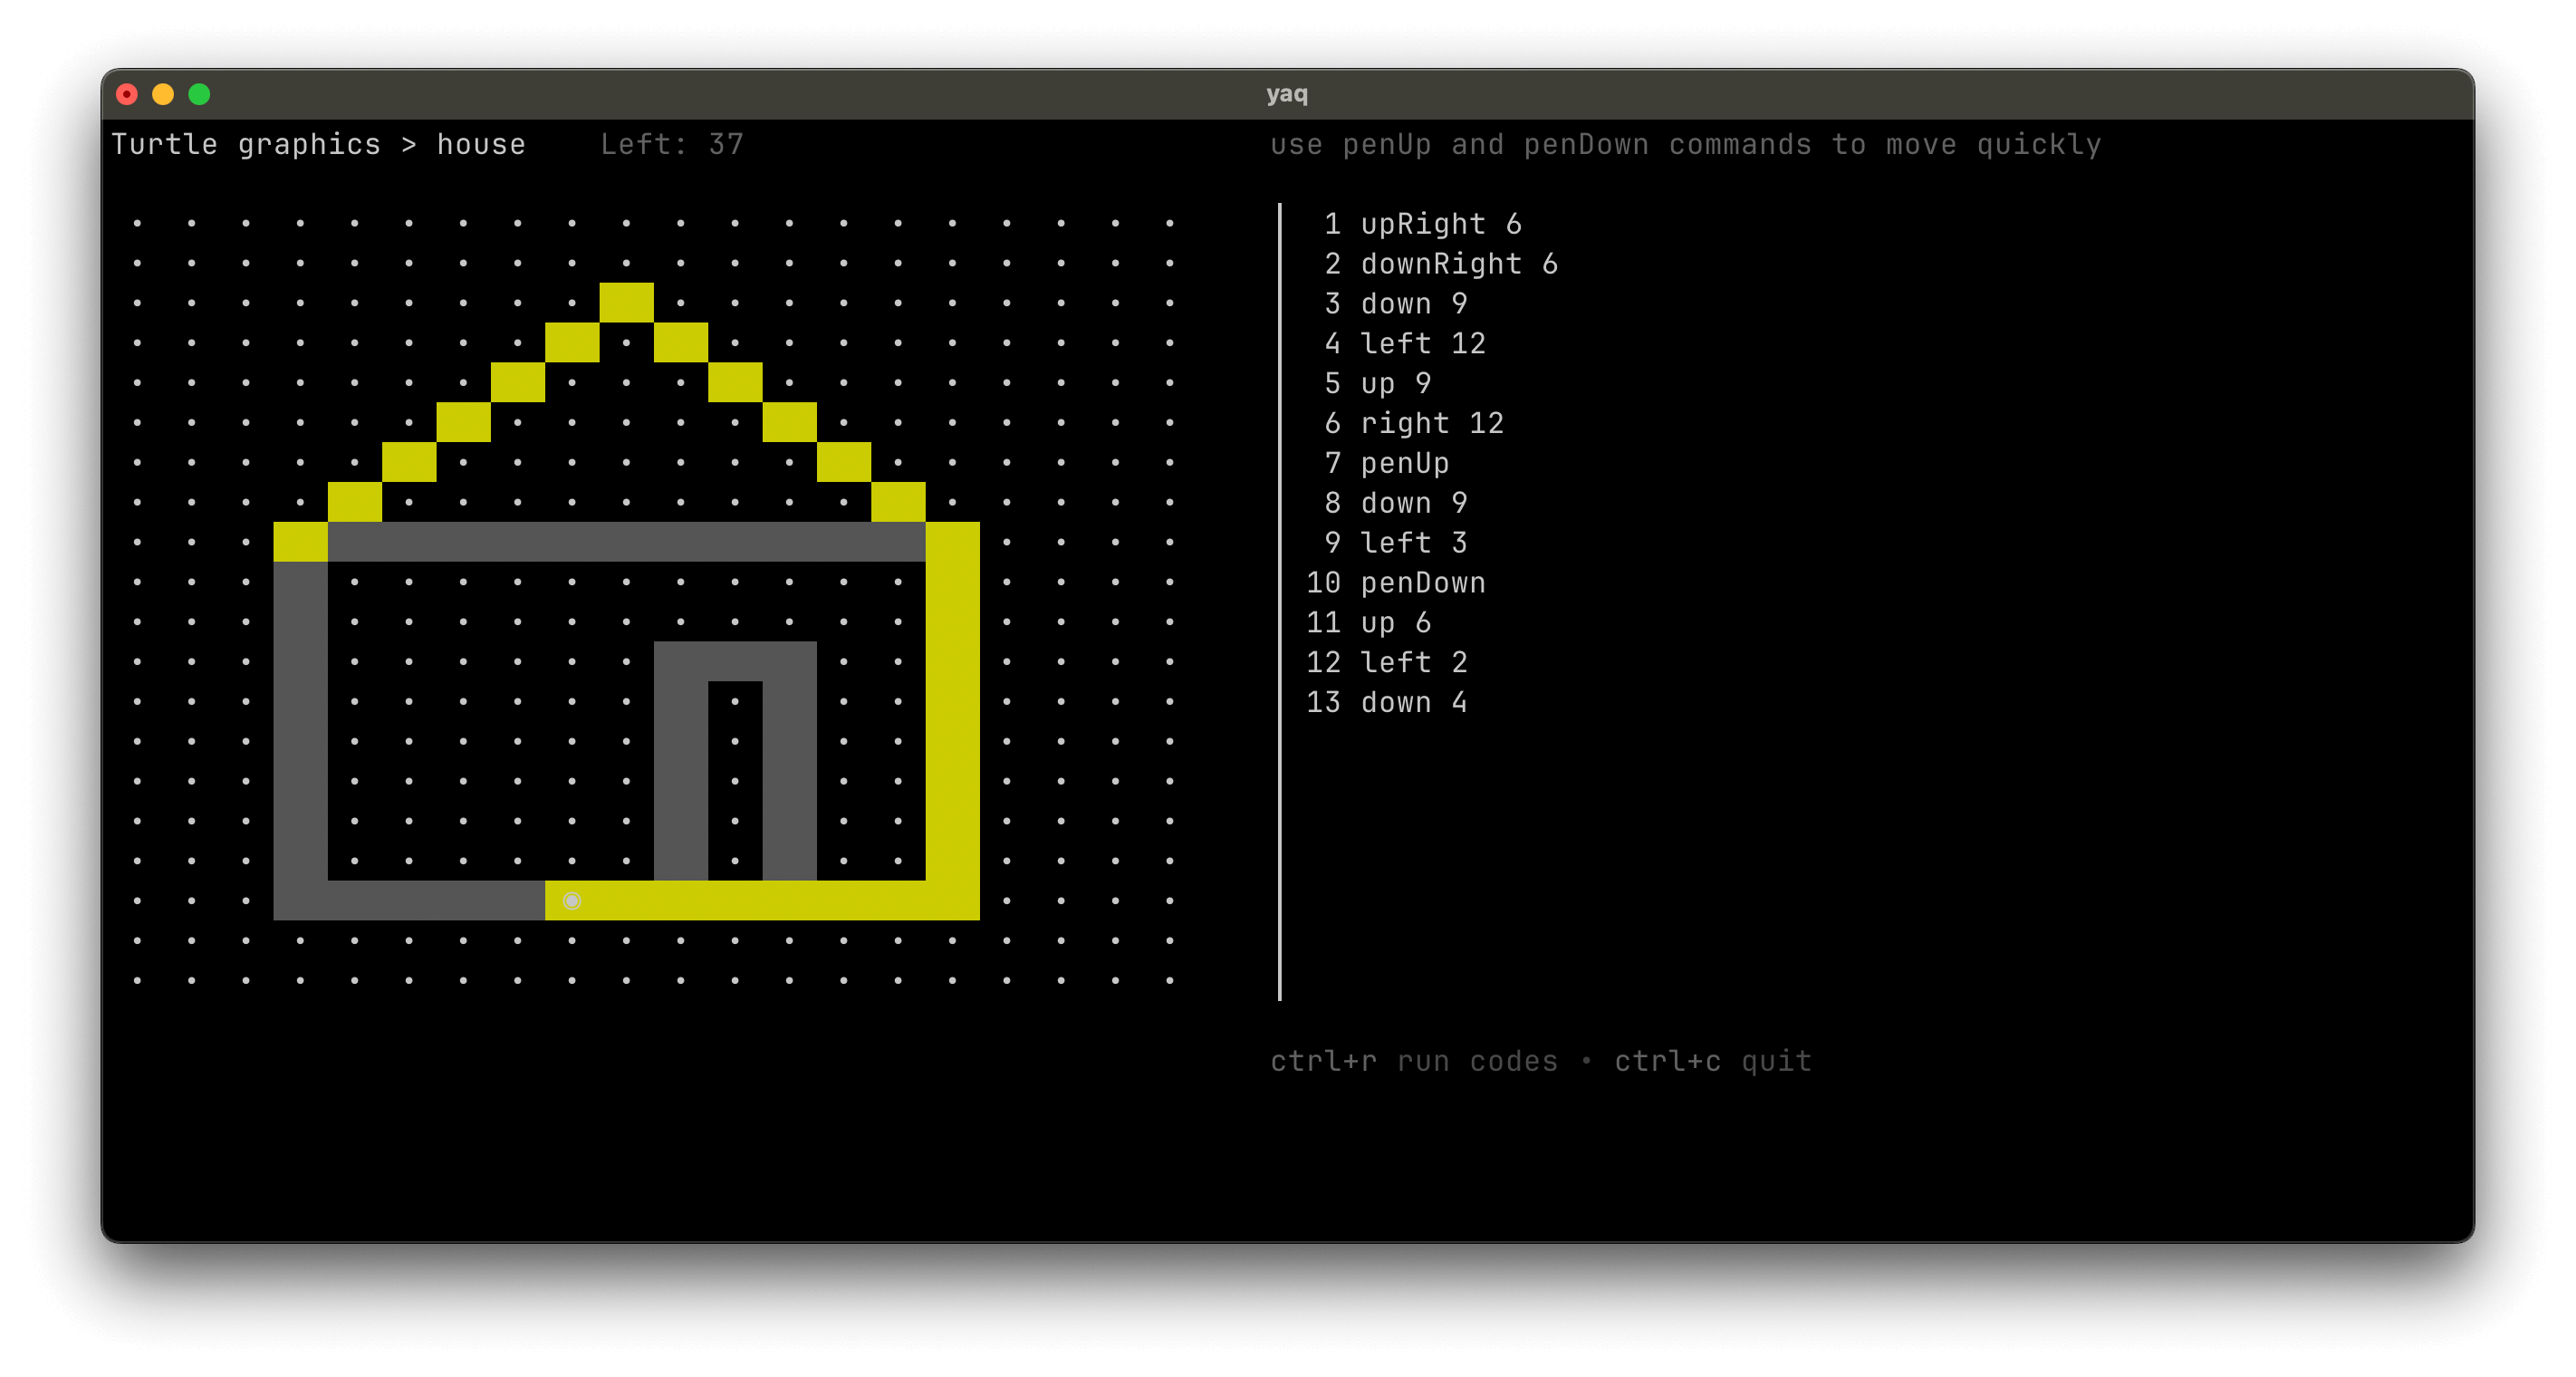 yaq
Turtle graphics > house Left: 37
use penUp and penDown commands to move quickly
1 upRight 6
2 downRight 6
3 down 9
4 left 12
5 up 9
6 right 12
7 penUp
8 down 9
9 left 3
10 penDown
11 up 6
12 left 2
13 down 4
ctrl+r run codes • ctrl+c quit